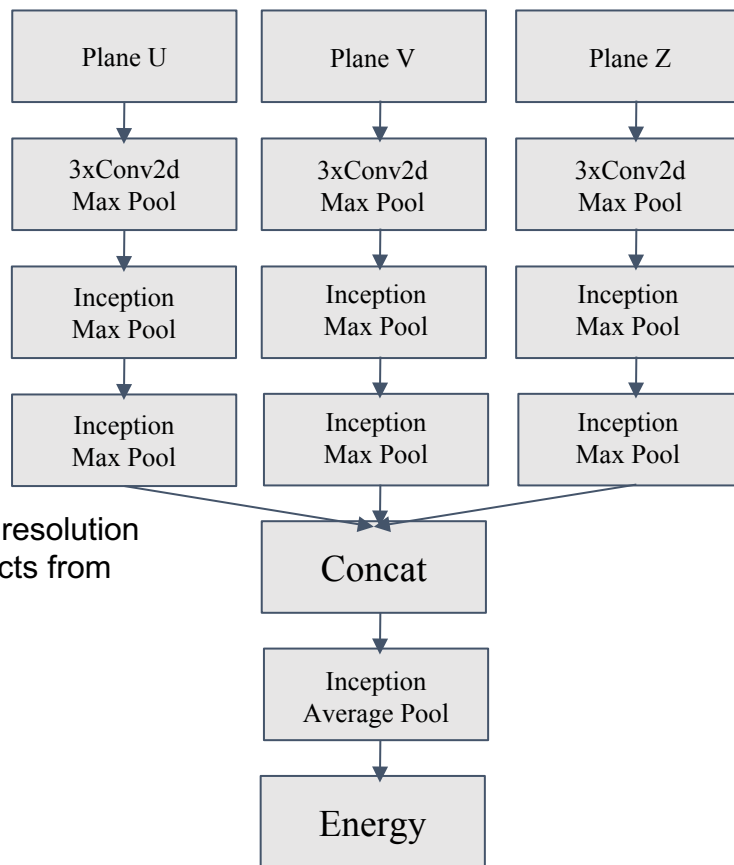 Plane U
Plane V
Plane Z
3xConv2d
Max Pool
3xConv2d
Max Pool
3xConv2d
Max Pool
Inception
Max Pool
Inception
Max Pool
Inception
Max Pool
Inception
Max Pool
Inception
Max Pool
Inception
Max Pool
resolution
cts from
Concat
Inception
Average Pool
Energy